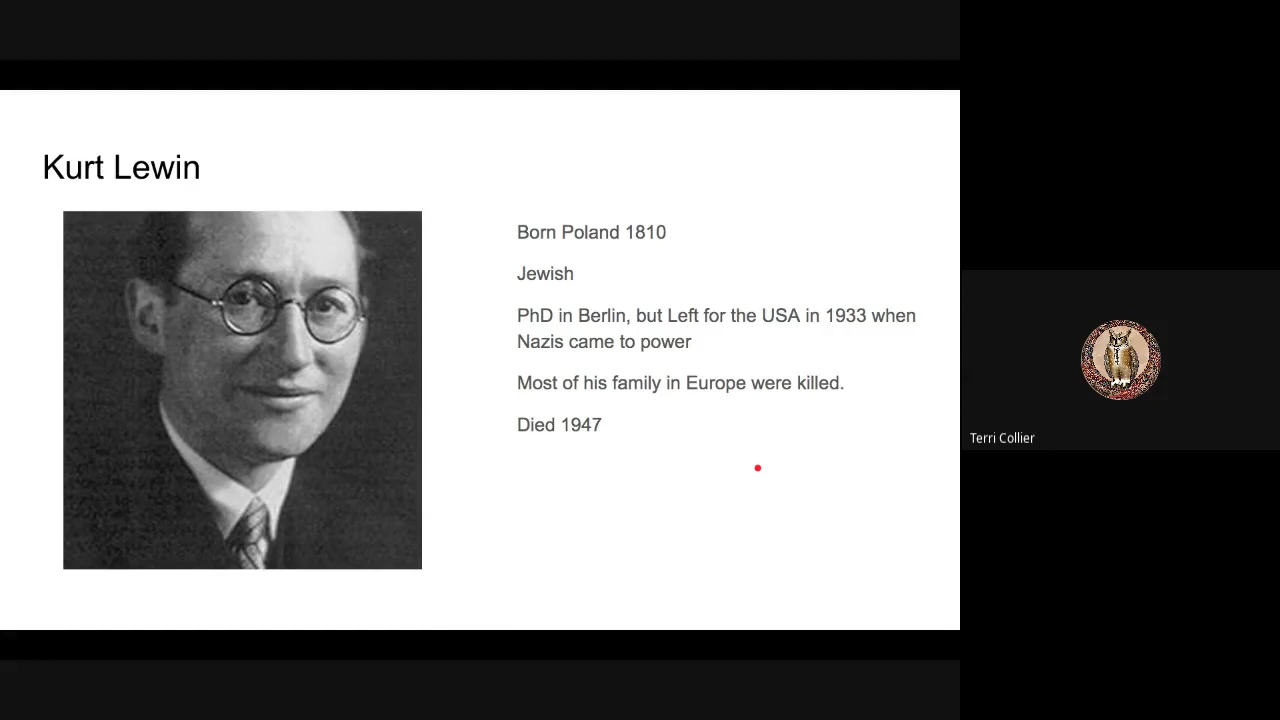 Kurt Lewin
Born Poland 1810
Jewish
PhD in Berlin, but Left for the USA in 1933 when
Nazis came to power
Most of his family in Europe were killed.
Died 1947
Terri Collier